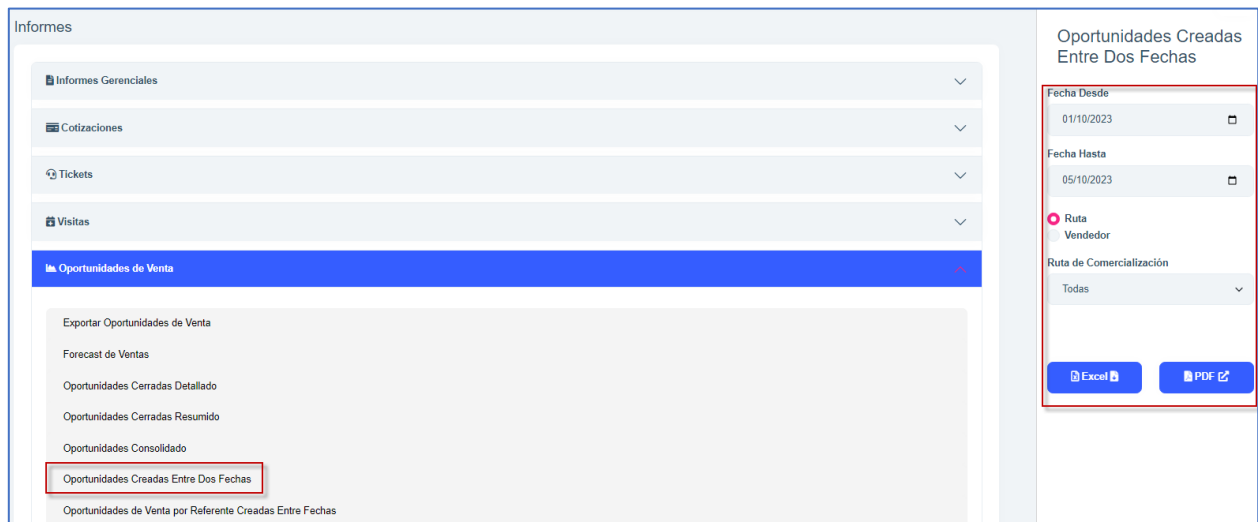 Informes
Informes Gerenciales
Cotizaciones
Tickets
Visitas
Oportunidades de Venta
Exportar Oportunidades de Venta
Forecast de Ventas
Oportunidades Cerradas Detallado
Oportunidades Cerradas Resumido
Oportunidades Consolidado
Oportunidades Creadas Entre Dos Fechas
Oportunidades de Venta por Referente Creadas Entre Fechas
Oportunidades Creadas
Entre Dos Fechas
Fecha Desde
01/10/2023
Fecha Hasta
05/10/2023
Ruta
Vendedor
Ruta de Comercialización
Todas
Excel PDF